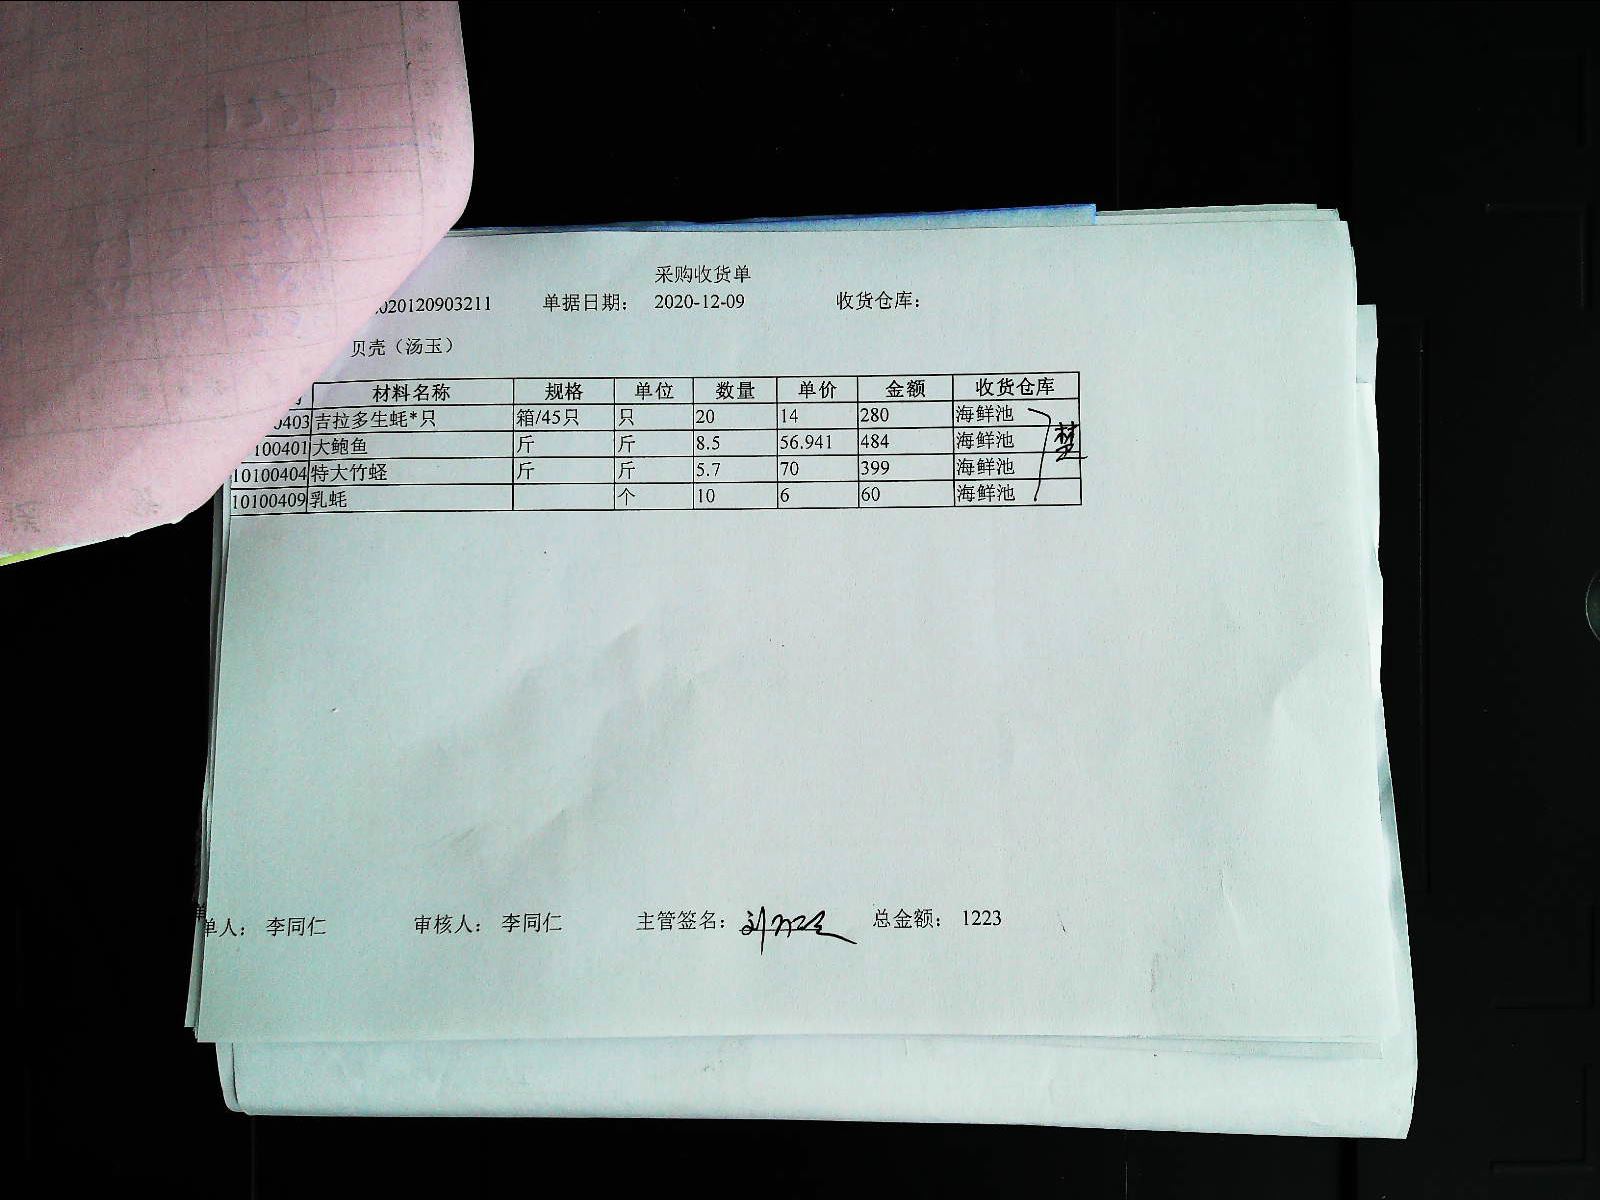 采购收货单
020120903211 单据日期: 2020-12-09 收货仓库:
贝壳（汤玉）
材料名称 规格 单位 数量 单价 金额 收货仓库
0403 吉拉多生蚝*只 箱/45只 只 20 14 280 海鲜池
100401 大鲍鱼 斤 斤 8.5 56.941 484 海鲜池
10100404 特大竹蛏 斤 斤 5.7 70 399 海鲜池
10100409 乳蚝 个 10 6 60 海鲜池
单人: 李同仁 审核人: 李同仁 主管签名: 总金额: 1223